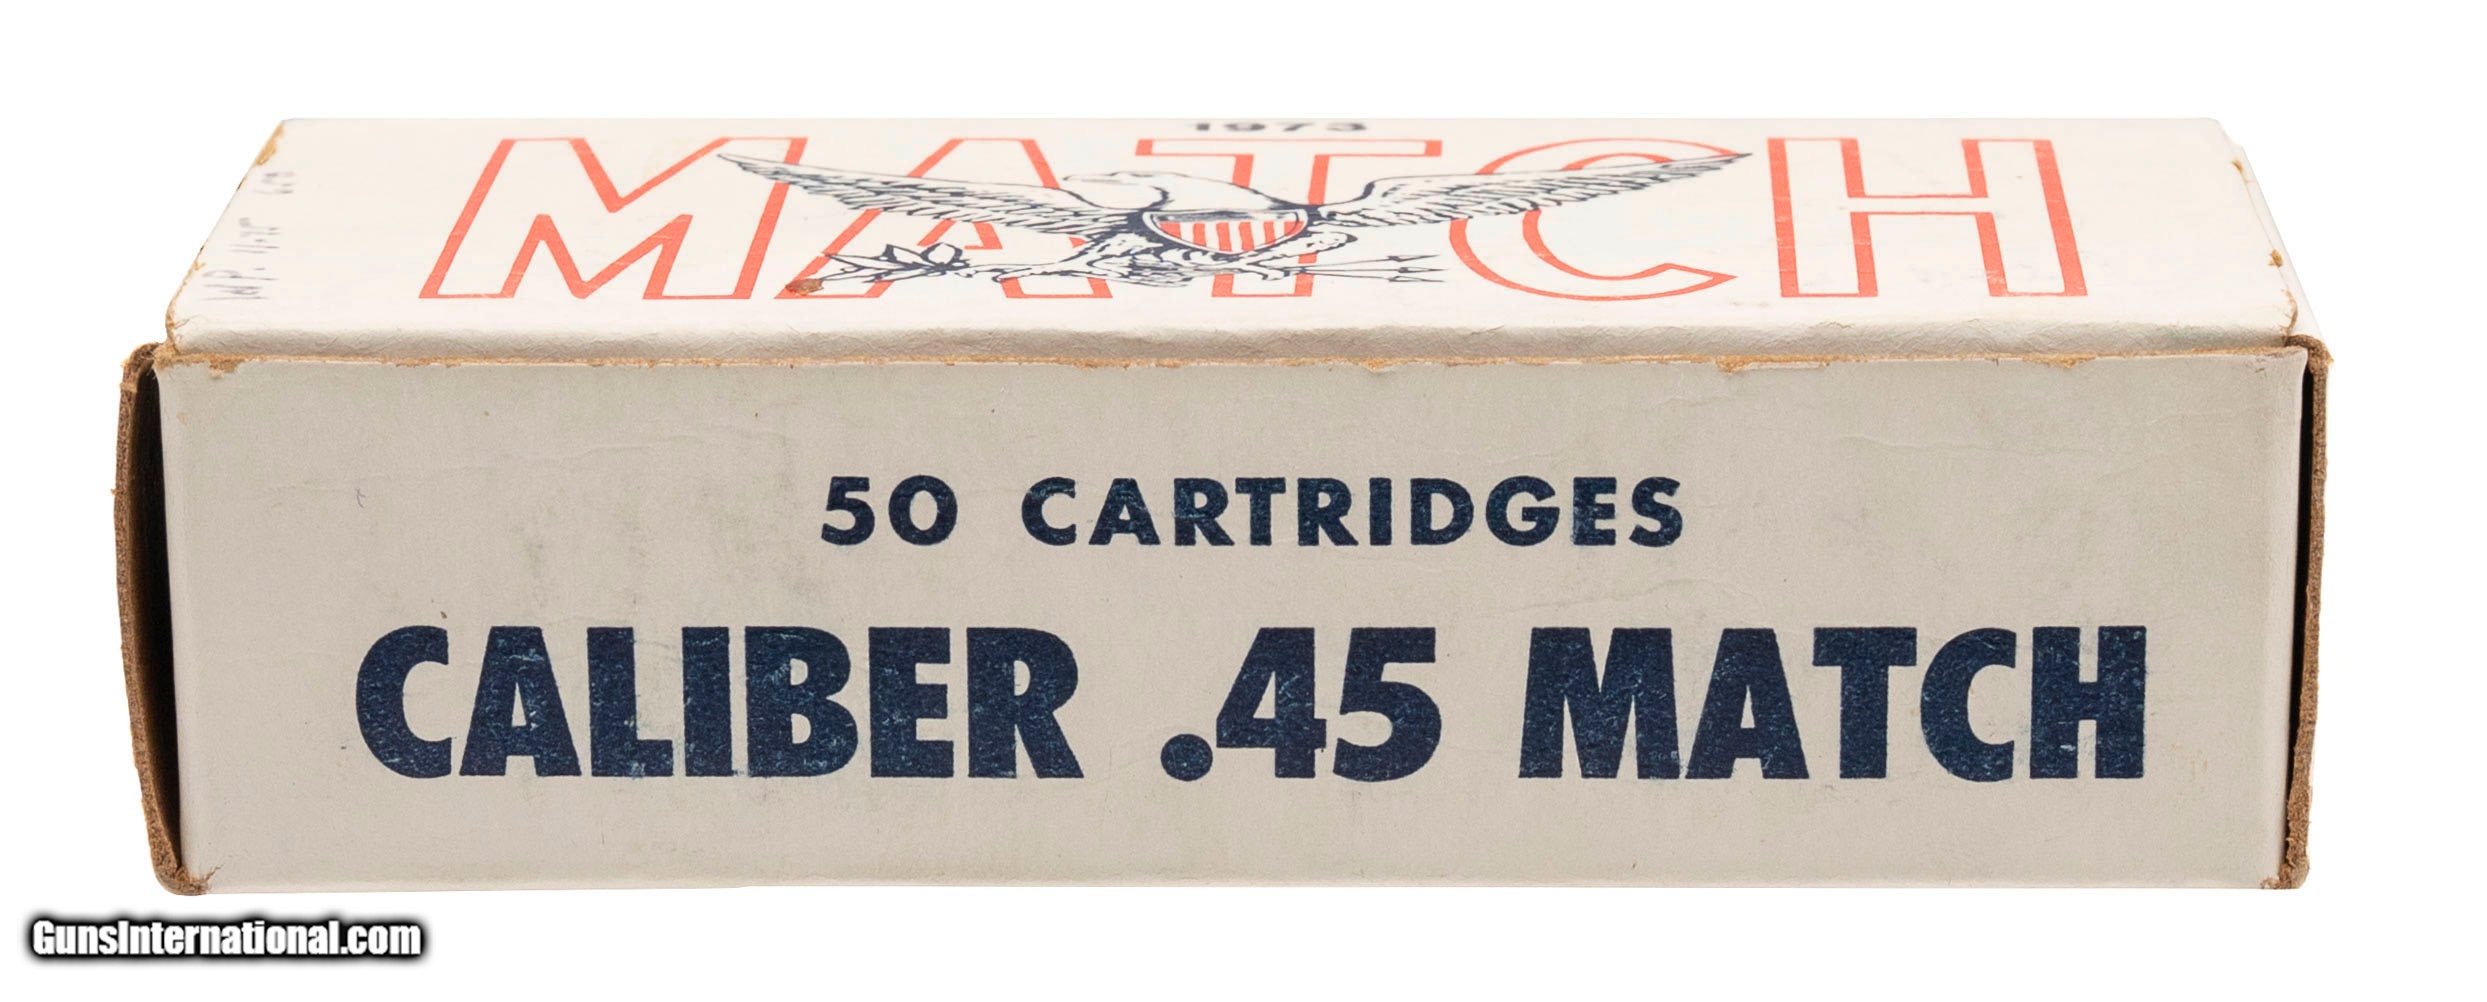 1973
MATCH
50 CARTRIDGES
CALIBER .45 MATCH
GunsInternational.com